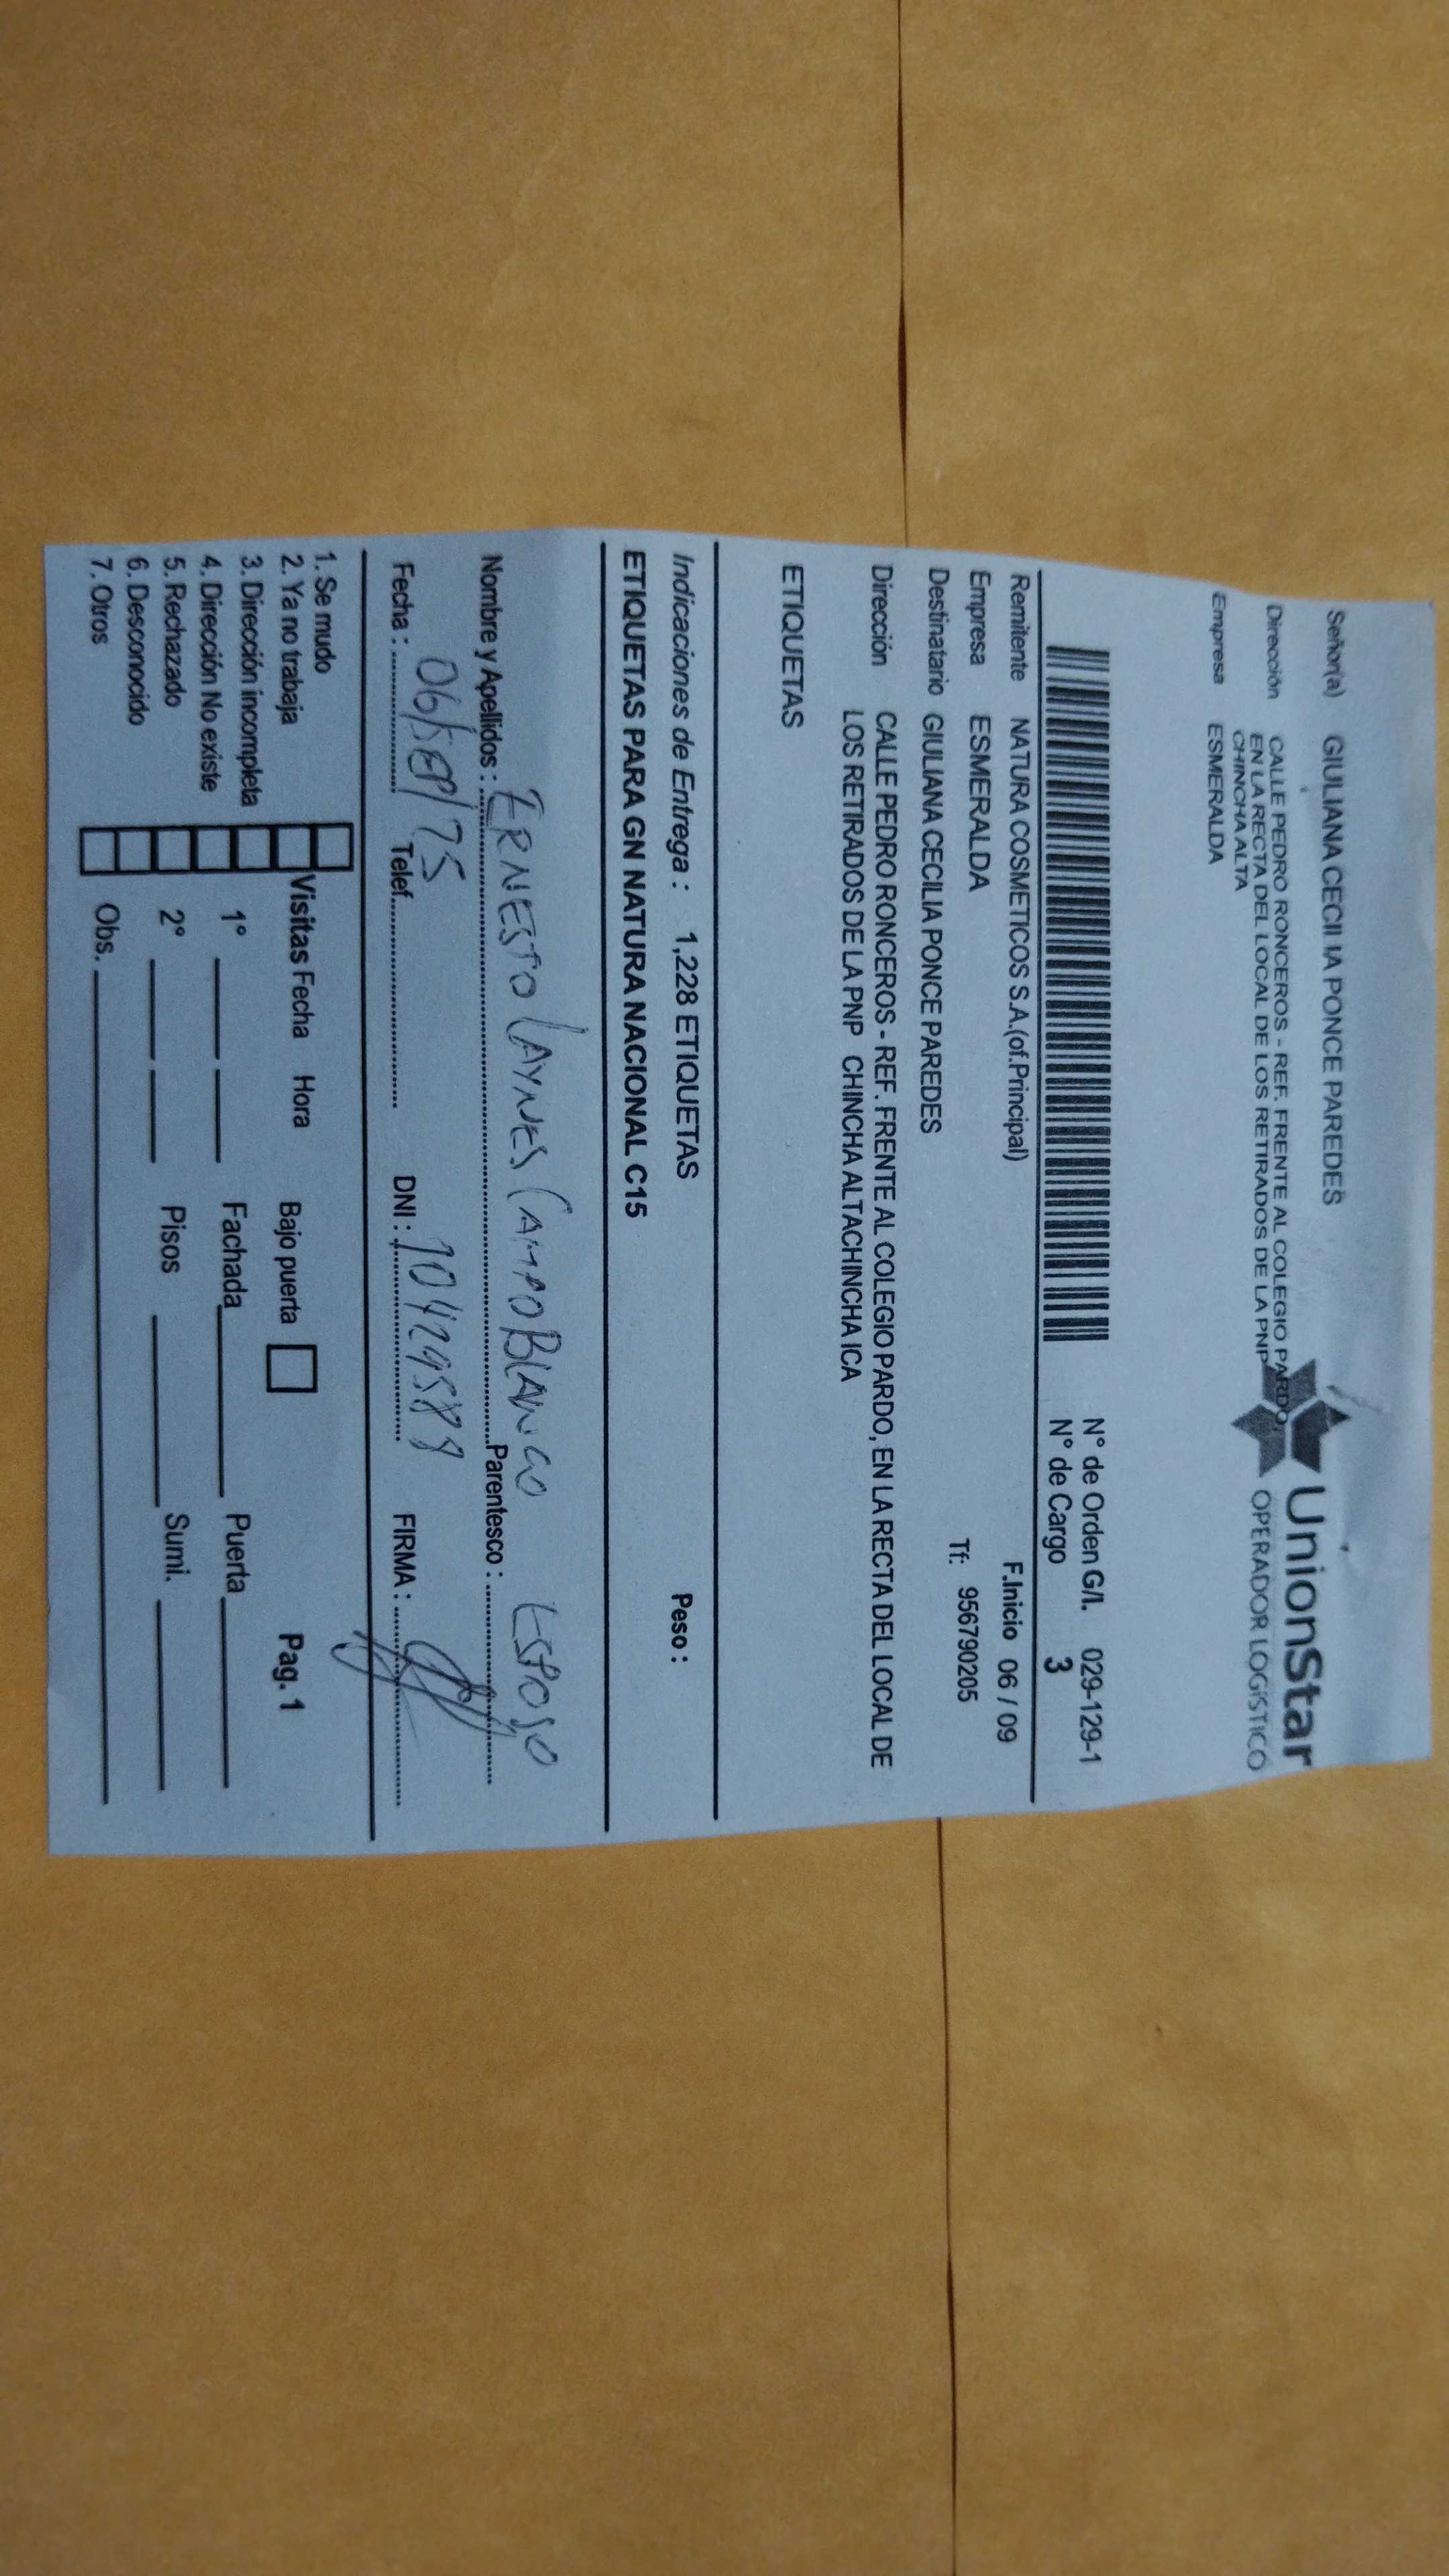 Señor(a) GIULIANA CECILIA PONCE PAREDES
UnionStar
OPERADOR LOGÍSTICO
Dirección CALLE PEDRO RONCEROS - REF. FRENTE AL COLEGIO PARDO,
EN LA RECTA DEL LOCAL DE LOS RETIRADOS DE LA PNP
CHINCHA ALTA
Empresa ESMERALDA
N° de Orden G/I. 029-129-1
N° de Cargo 3
Remitente NATURA COSMETICOS S.A.(of.Principal) F.Inicio 06 / 09
Empresa ESMERALDA
Destinatario GIULIANA CECILIA PONCE PAREDES Tf: 956790205
Dirección CALLE PEDRO RONCEROS - REF. FRENTE AL COLEGIO PARDO, EN LA RECTA DEL LOCAL DE
LOS RETIRADOS DE LA PNP CHINCHA ALTACHINCHA ICA
ETIQUETAS
Indicaciones de Entrega : 1,228 ETIQUETAS Peso :
ETIQUETAS PARA GN NATURA NACIONAL C15
Nombre y Apellidos : ERNESTO LAYNES CAMPOBLANCO Parentesco : ESPOSO
Fecha : 06/SEP/75 Telef. DNI : FIRMA :
1. Se mudo
2. Ya no trabaja
3. Dirección incompleta
4. Dirección No existe
5. Rechazado
6. Desconocido
7. Otros
Visitas Fecha Hora Bajo puerta Pag. 1
1° Fachada Puerta
2° Pisos Sumi.
Obs.